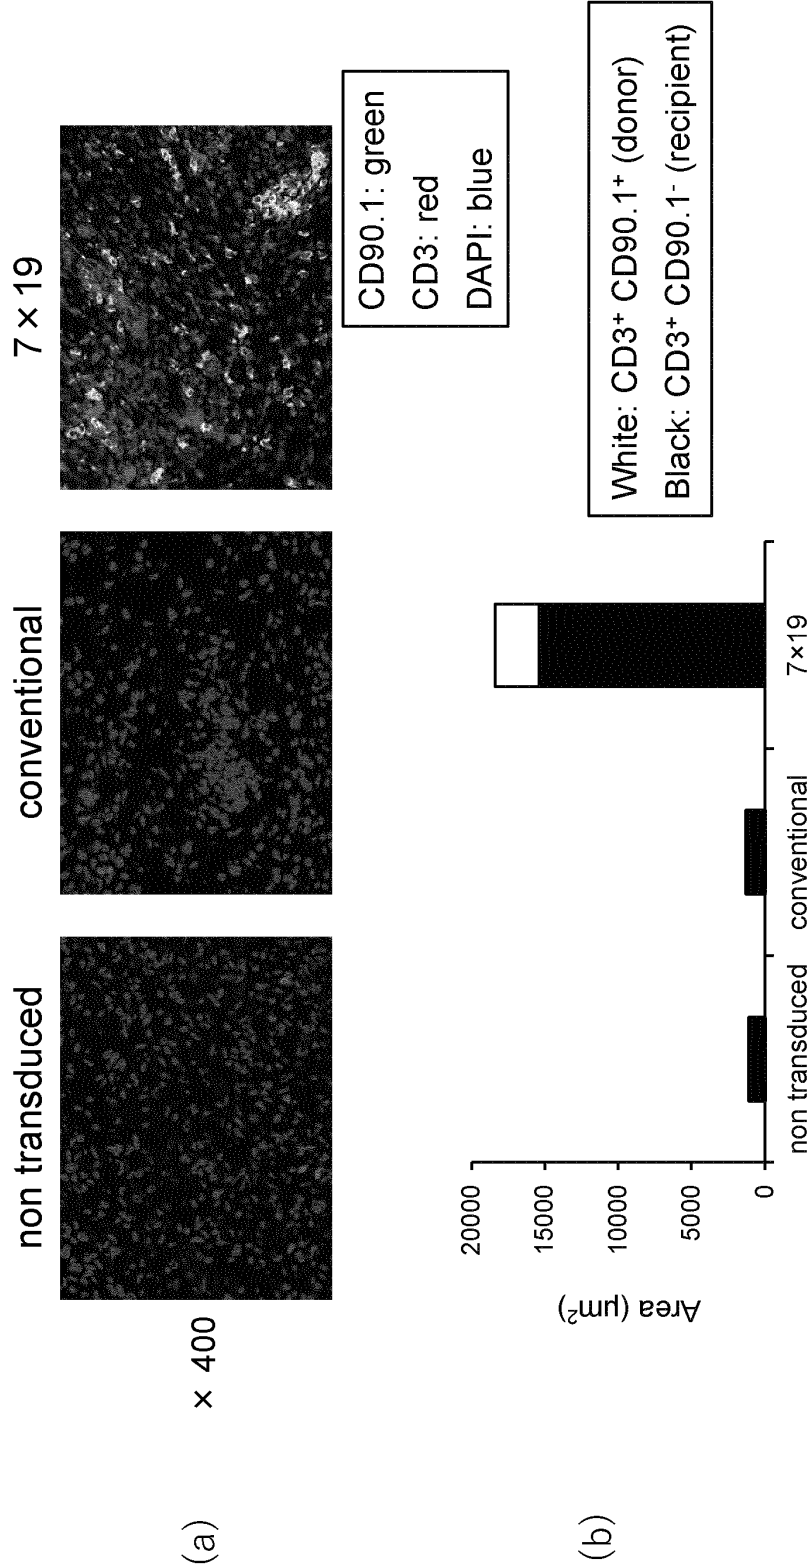 (a)
non transduced
conventional
7×19
× 400
CD90.1: green
CD3: red
DAPI: blue
(b)
Area (μm²)
20000
15000
10000
5000
0
non transduced
conventional
7×19
White: CD3⁺ CD90.1⁺ (donor)
Black: CD3⁺ CD90.1⁻ (recipient)